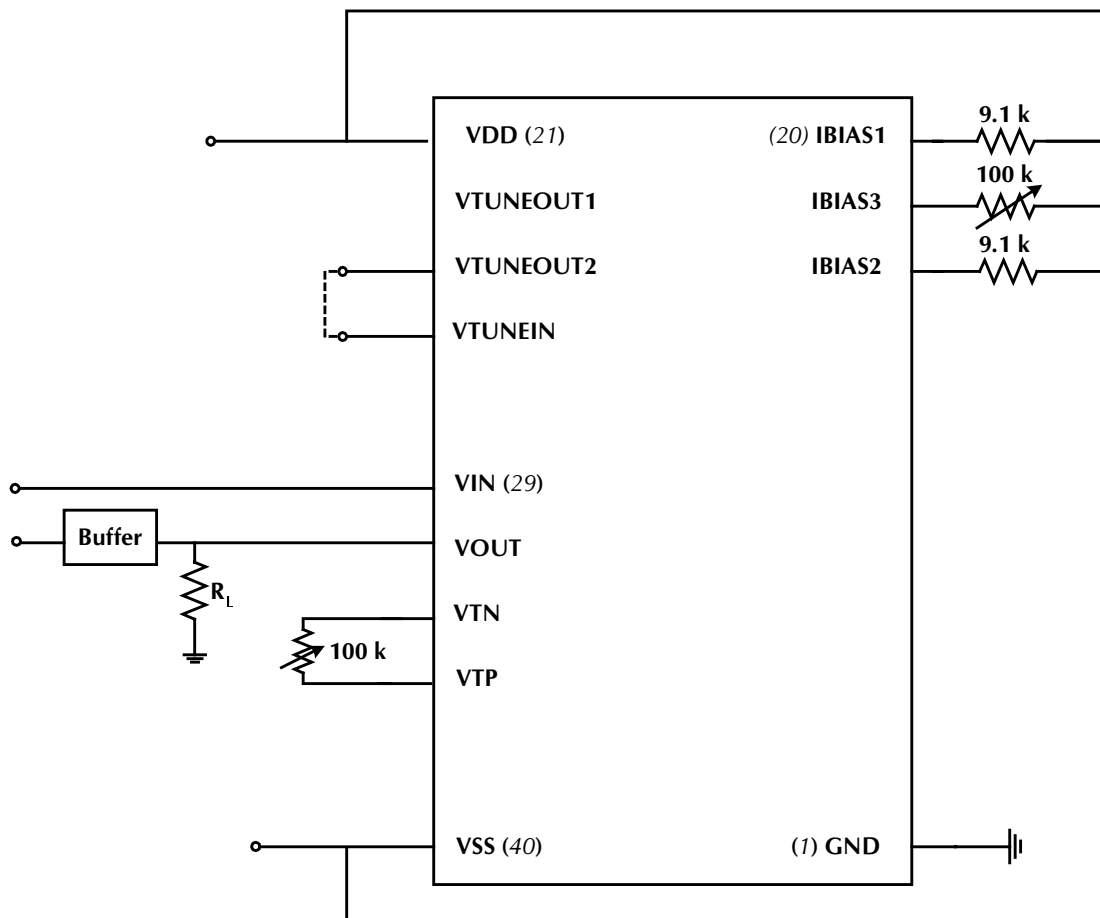 9.1 k
VDD (21)
(20) IBIAS1
100 k
VTUNEOUT1
IBIAS3
9.1 k
VTUNEOUT2
IBIAS2
VTUNEIN
VIN (29)
Buffer
VOUT
RL
VTN
100 k
VTP
VSS (40)
(1) GND